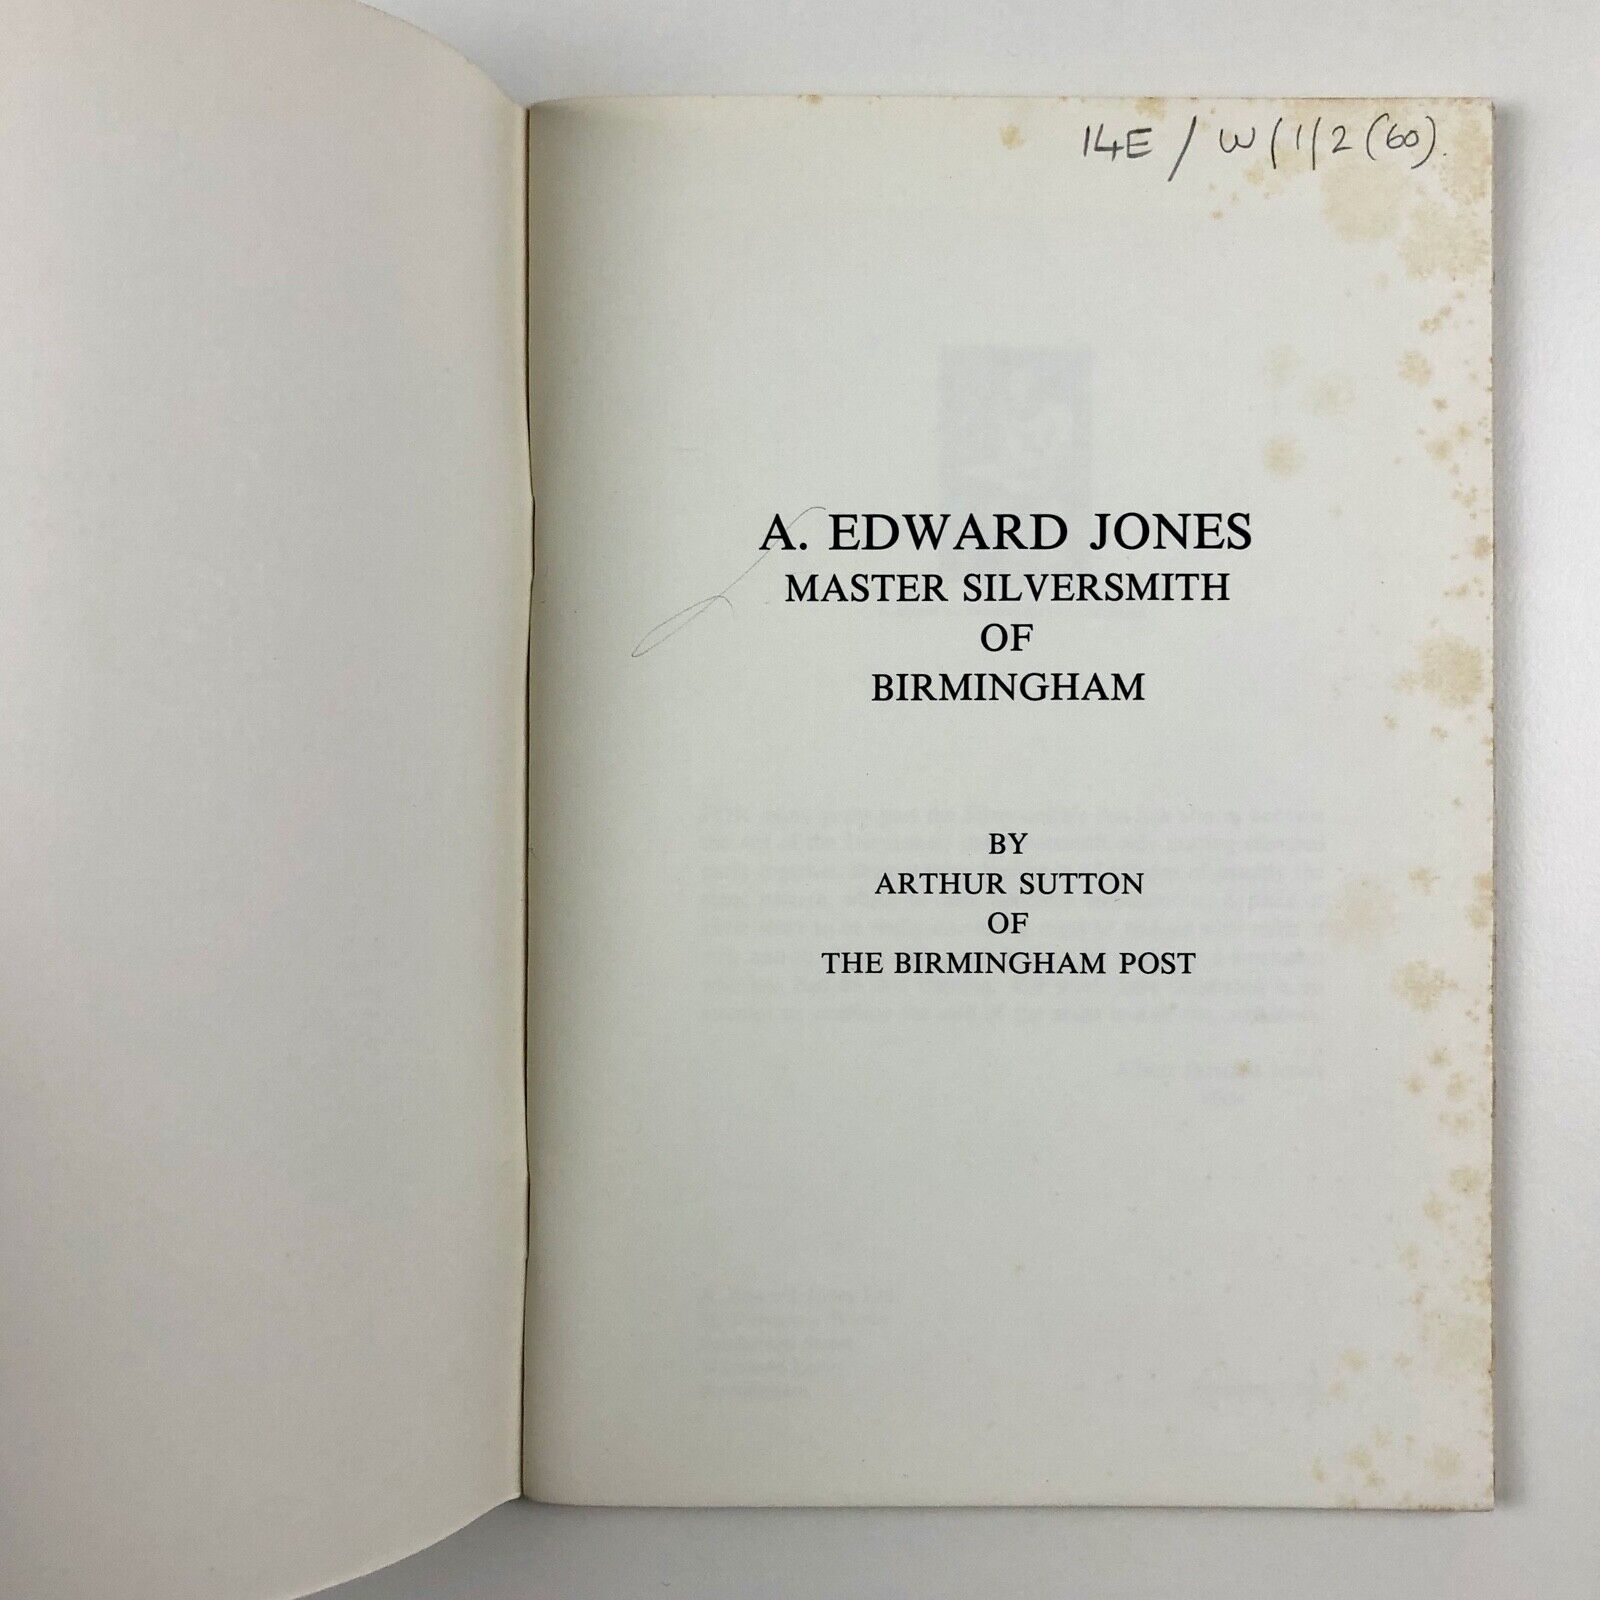 14E / W/1/2 (60).
A. EDWARD JONES
MASTER SILVERSMITH
OF
BIRMINGHAM
BY
ARTHUR SUTTON
OF
THE BIRMINGHAM POST